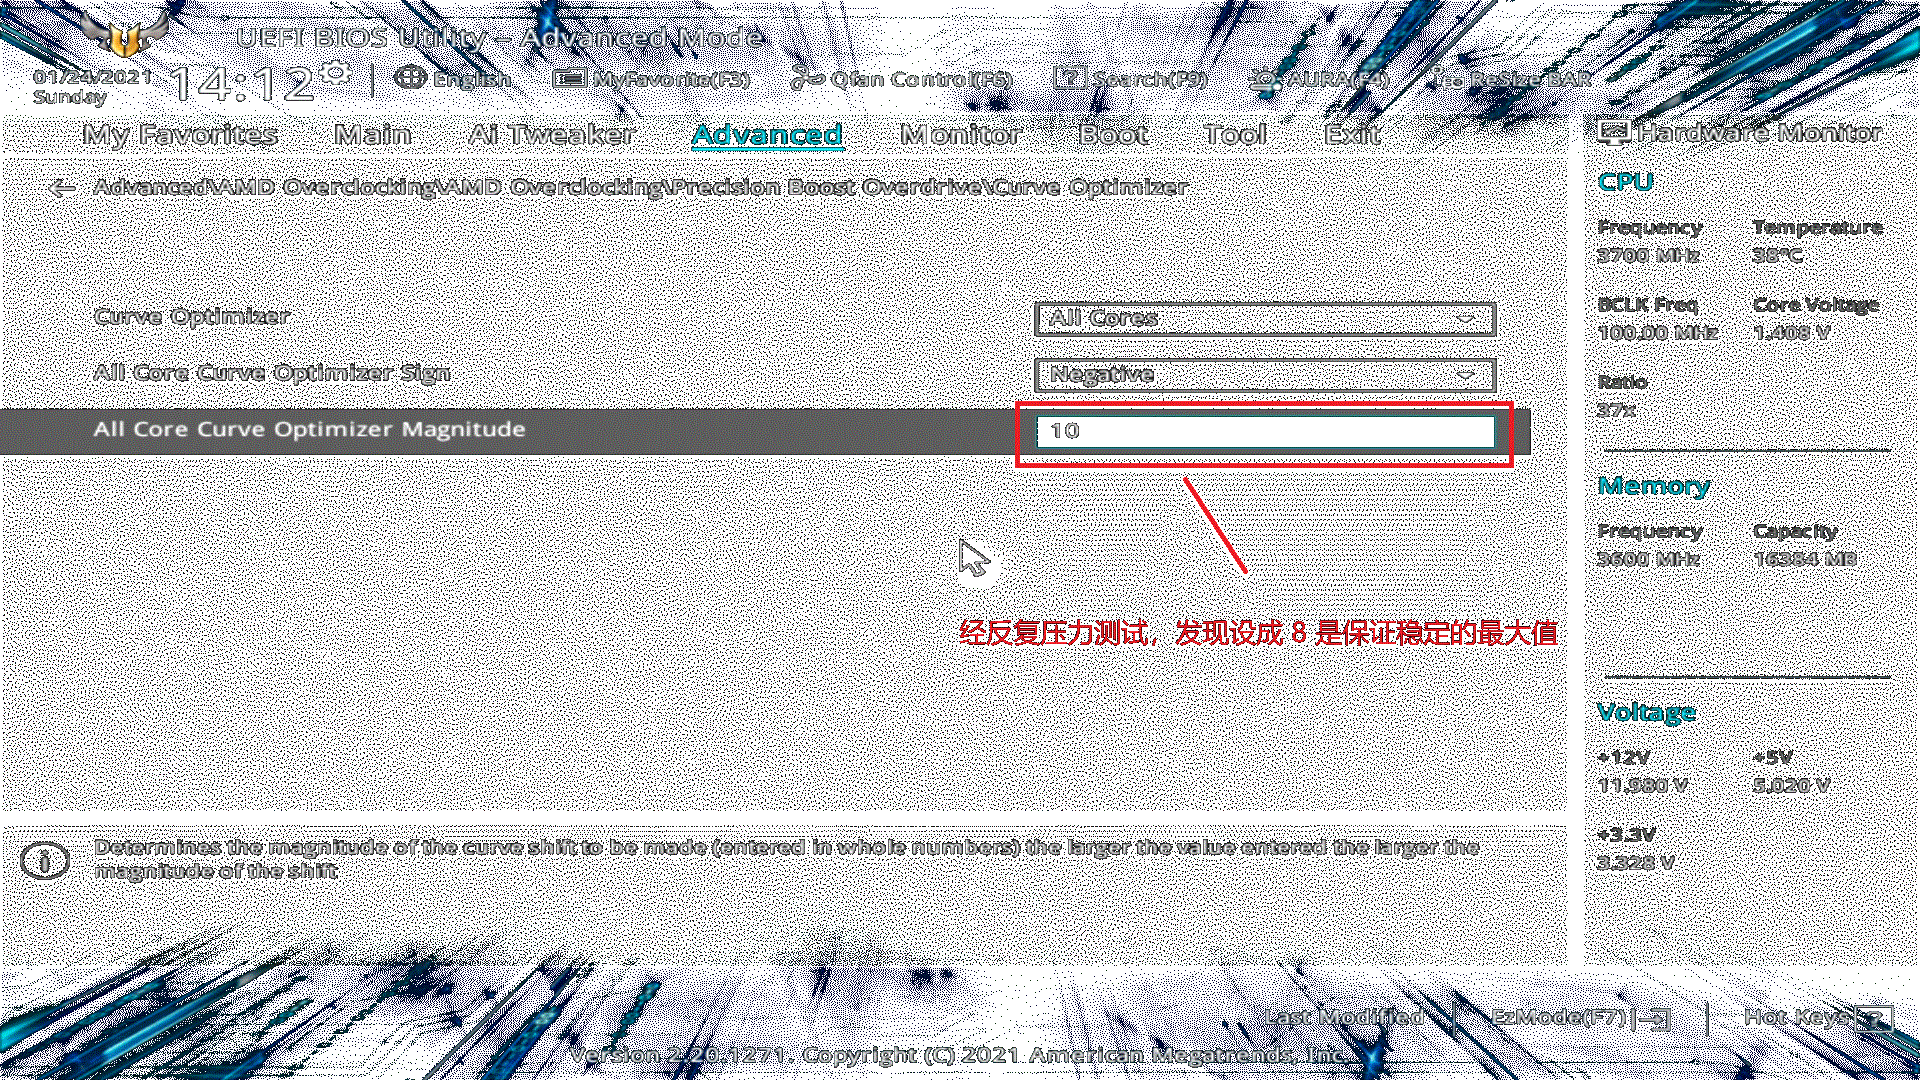 UEFI BIOS Utility – Advanced Mode
01/24/2021
Sunday
14:12
English
MyFavorite(F3)
Qfan Control(F6)
Search(F9)
AURA(F4)
ReSize BAR
My Favorites
Main
Ai Tweaker
Advanced
Monitor
Boot
Tool
Exit
Hardware Monitor
Advanced\AMD Overclocking\AMD Overclocking\Precision Boost Overdrive\Curve Optimizer
Curve Optimizer
All Cores
All Core Curve Optimizer Sign
Negative
All Core Curve Optimizer Magnitude
10
经反复压力测试，发现设成 8 是保证稳定的最大值
CPU
Frequency
Temperature
3700 MHz
38°C
BCLK Freq
Core Voltage
100.00 MHz
1.408 V
Ratio
37x
Memory
Frequency
Capacity
3600 MHz
16384 MB
Voltage
+12V
+5V
11.980 V
5.020 V
+3.3V
3.328 V
Determines the magnitude of the curve shift to be made (entered in whole numbers) the larger the value entered the larger the
magnitude of the shift
Last Modified
EzMode(F7)
Hot Keys
?
Version 2.20.1271. Copyright (C) 2021 American Megatrends, Inc.